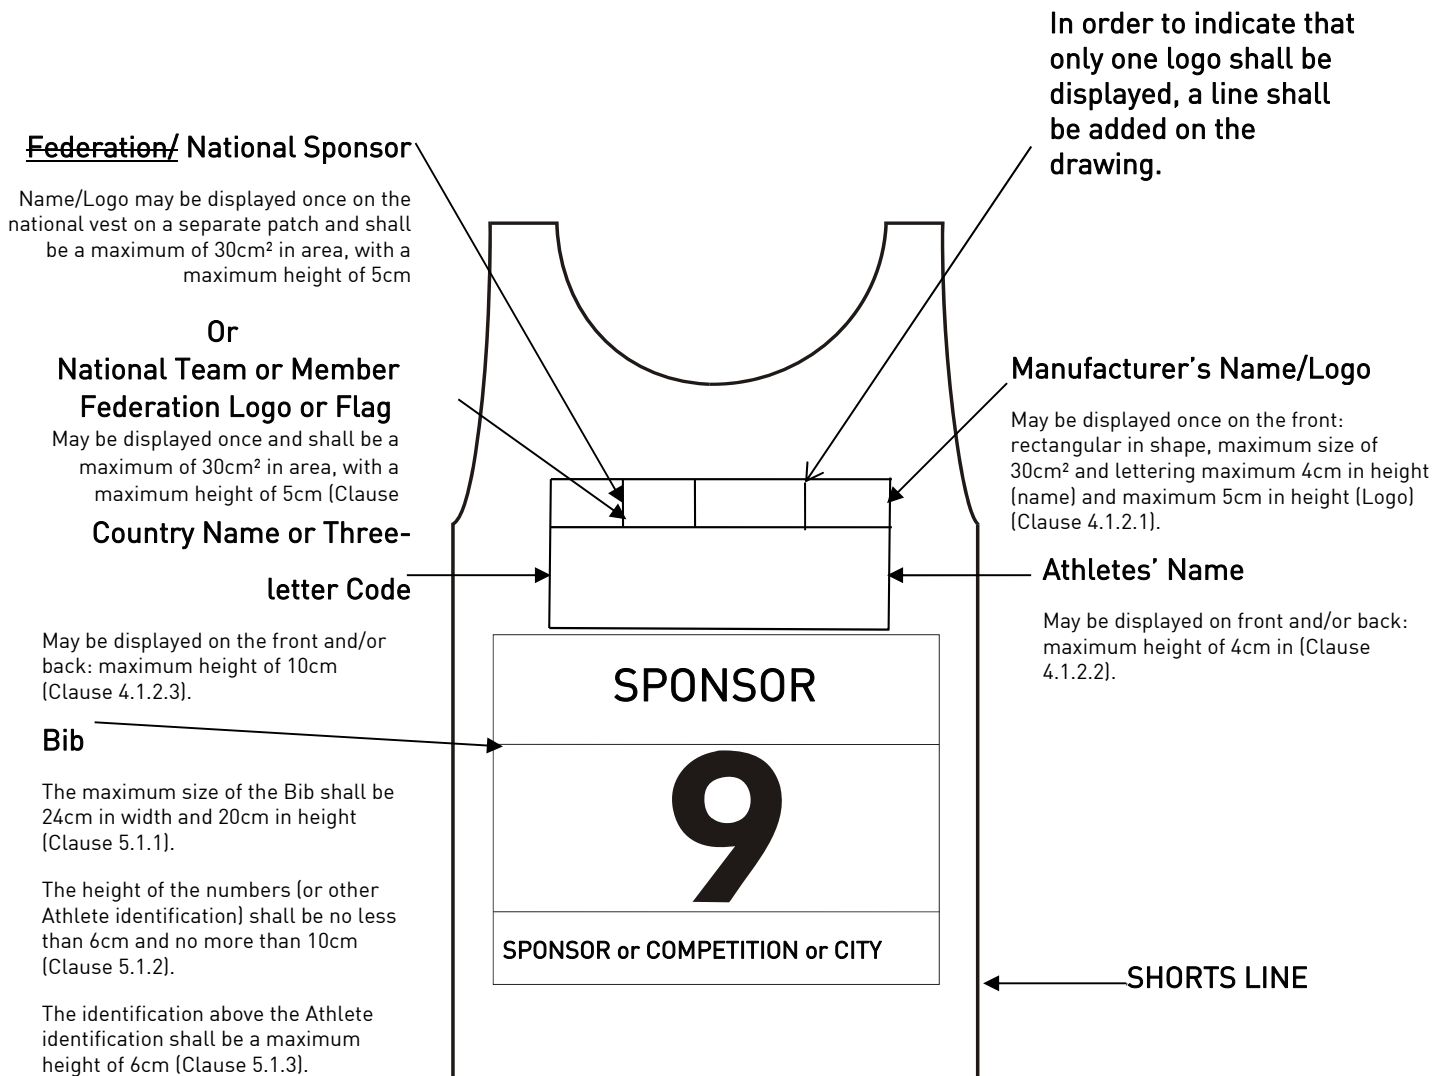 In order to indicate that
only one logo shall be
displayed, a line shall
be added on the
drawing.
Federation/ National Sponsor
Name/Logo may be displayed once on the
national vest on a separate patch and shall
be a maximum of 30cm² in area, with a
maximum height of 5cm
Or
National Team or Member
Federation Logo or Flag
May be displayed once and shall be a
maximum of 30cm² in area, with a
maximum height of 5cm (Clause
Country Name or Three-
letter Code
May be displayed on the front and/or
back: maximum height of 10cm
(Clause 4.1.2.3).
Bib
The maximum size of the Bib shall be
24cm in width and 20cm in height
(Clause 5.1.1).
The height of the numbers (or other
Athlete identification) shall be no less
than 6cm and no more than 10cm
(Clause 5.1.2).
The identification above the Athlete
identification shall be a maximum
height of 6cm (Clause 5.1.3).
SPONSOR
9
SPONSOR or COMPETITION or CITY
Manufacturer's Name/Logo
May be displayed once on the front:
rectangular in shape, maximum size of
30cm² and lettering maximum 4cm in height
(name) and maximum 5cm in height (Logo)
(Clause 4.1.2.1).
Athletes' Name
May be displayed on front and/or back:
maximum height of 4cm in (Clause
4.1.2.2).
SHORTS LINE